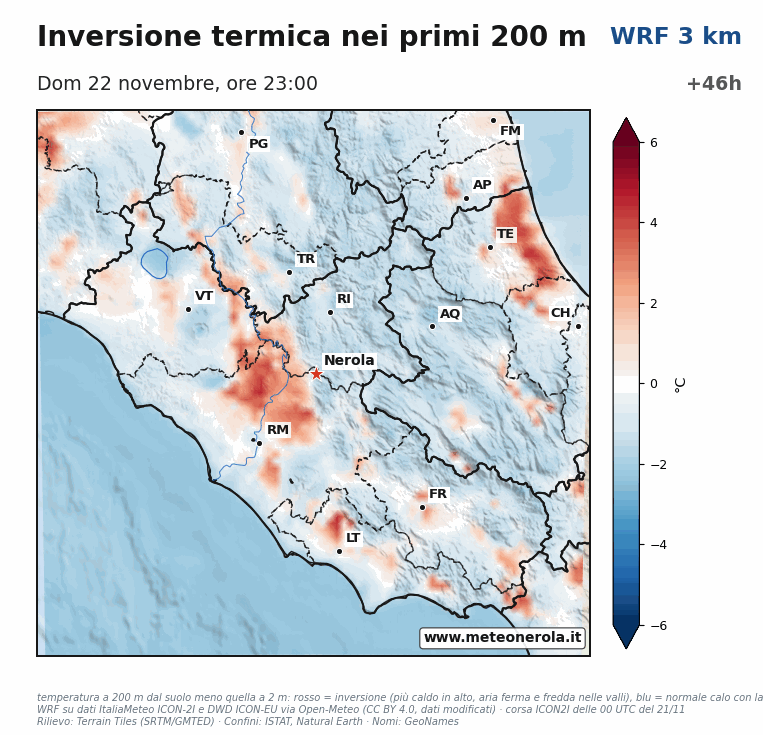 Inversione termica nei primi 200 m WRF 3 km
Dom 22 novembre, ore 23:00 +46h
FM
PG
AP
TE
TR
VT
RI
AQ
CH
Nerola
RM
FR
LT
www.meteonerola.it
6
4
2
0
−2
−4
−6
°C
temperatura a 200 m dal suolo meno quella a 2 m: rosso = inversione (più caldo in alto, aria ferma e fredda nelle valli), blu = normale calo con la
WRF su dati ItaliaMeteo ICON-2I e DWD ICON-EU via Open-Meteo (CC BY 4.0, dati modificati) · corsa ICON2I delle 00 UTC del 21/11
Rilievo: Terrain Tiles (SRTM/GMTED) · Confini: ISTAT, Natural Earth · Nomi: GeoNames